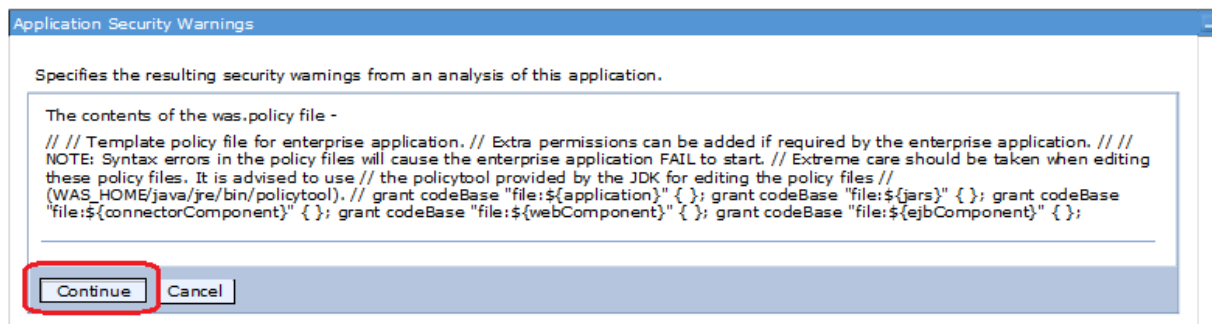 Application Security Warnings
Specifies the resulting security warnings from an analysis of this application.
The contents of the was.policy file -
// // Template policy file for enterprise application. // Extra permissions can be added if required by the enterprise application. // //
NOTE: Syntax errors in the policy files will cause the enterprise application FAIL to start. // Extreme care should be taken when editing
these policy files. It is advised to use // the policytool provided by the JDK for editing the policy files //
(WAS_HOME/java/jre/bin/policytool). // grant codeBase "file:${application}" { }; grant codeBase "file:${jars}" { }; grant codeBase
"file:${connectorComponent}" { }; grant codeBase "file:${webComponent}" { }; grant codeBase "file:${ejbComponent}" { };
Continue Cancel